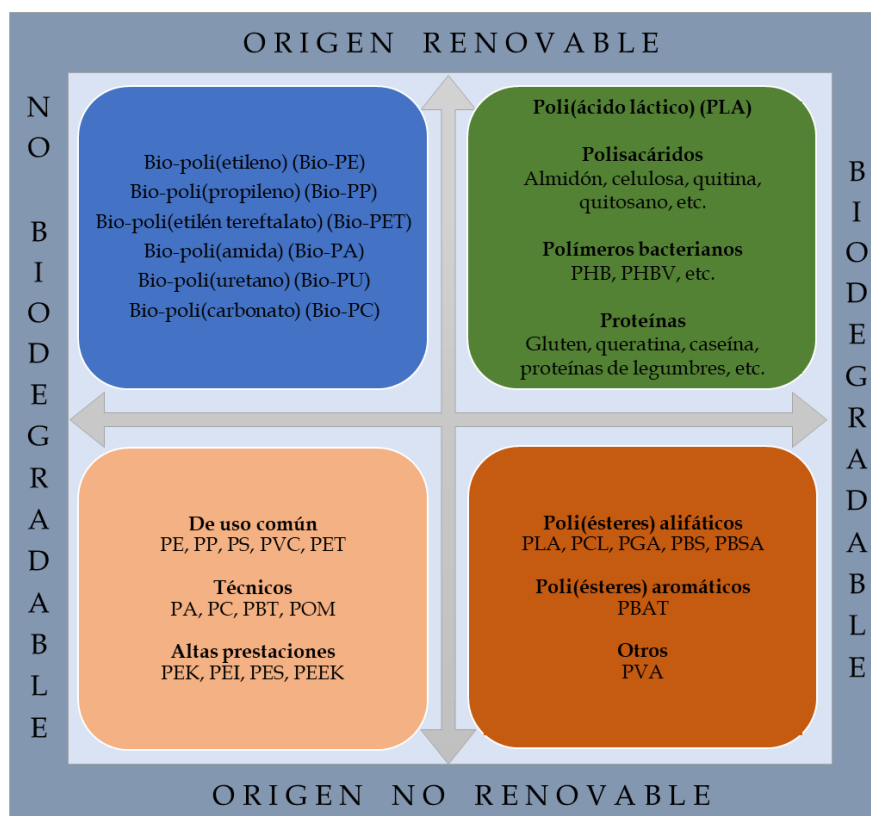 ORIGEN RENOVABLE
NO BIODEGRADABLE
Bio-poli(etileno) (Bio-PE)
Bio-poli(propileno) (Bio-PP)
Bio-poli(etilén tereftalato) (Bio-PET)
Bio-poli(amida) (Bio-PA)
Bio-poli(uretano) (Bio-PU)
Bio-poli(carbonato) (Bio-PC)
Poli(ácido láctico) (PLA)
Polisacáridos
Almidón, celulosa, quitina,
quitosano, etc.
Polímeros bacterianos
PHB, PHBV, etc.
Proteínas
Gluten, queratina, caseína,
proteínas de legumbres, etc.
BIODEGRADABLE
De uso común
PE, PP, PS, PVC, PET
Técnicos
PA, PC, PBT, POM
Altas prestaciones
PEK, PEI, PES, PEEK
Poli(ésteres) alifáticos
PLA, PCL, PGA, PBS, PBSA
Poli(ésteres) aromáticos
PBAT
Otros
PVA
ORIGEN NO RENOVABLE